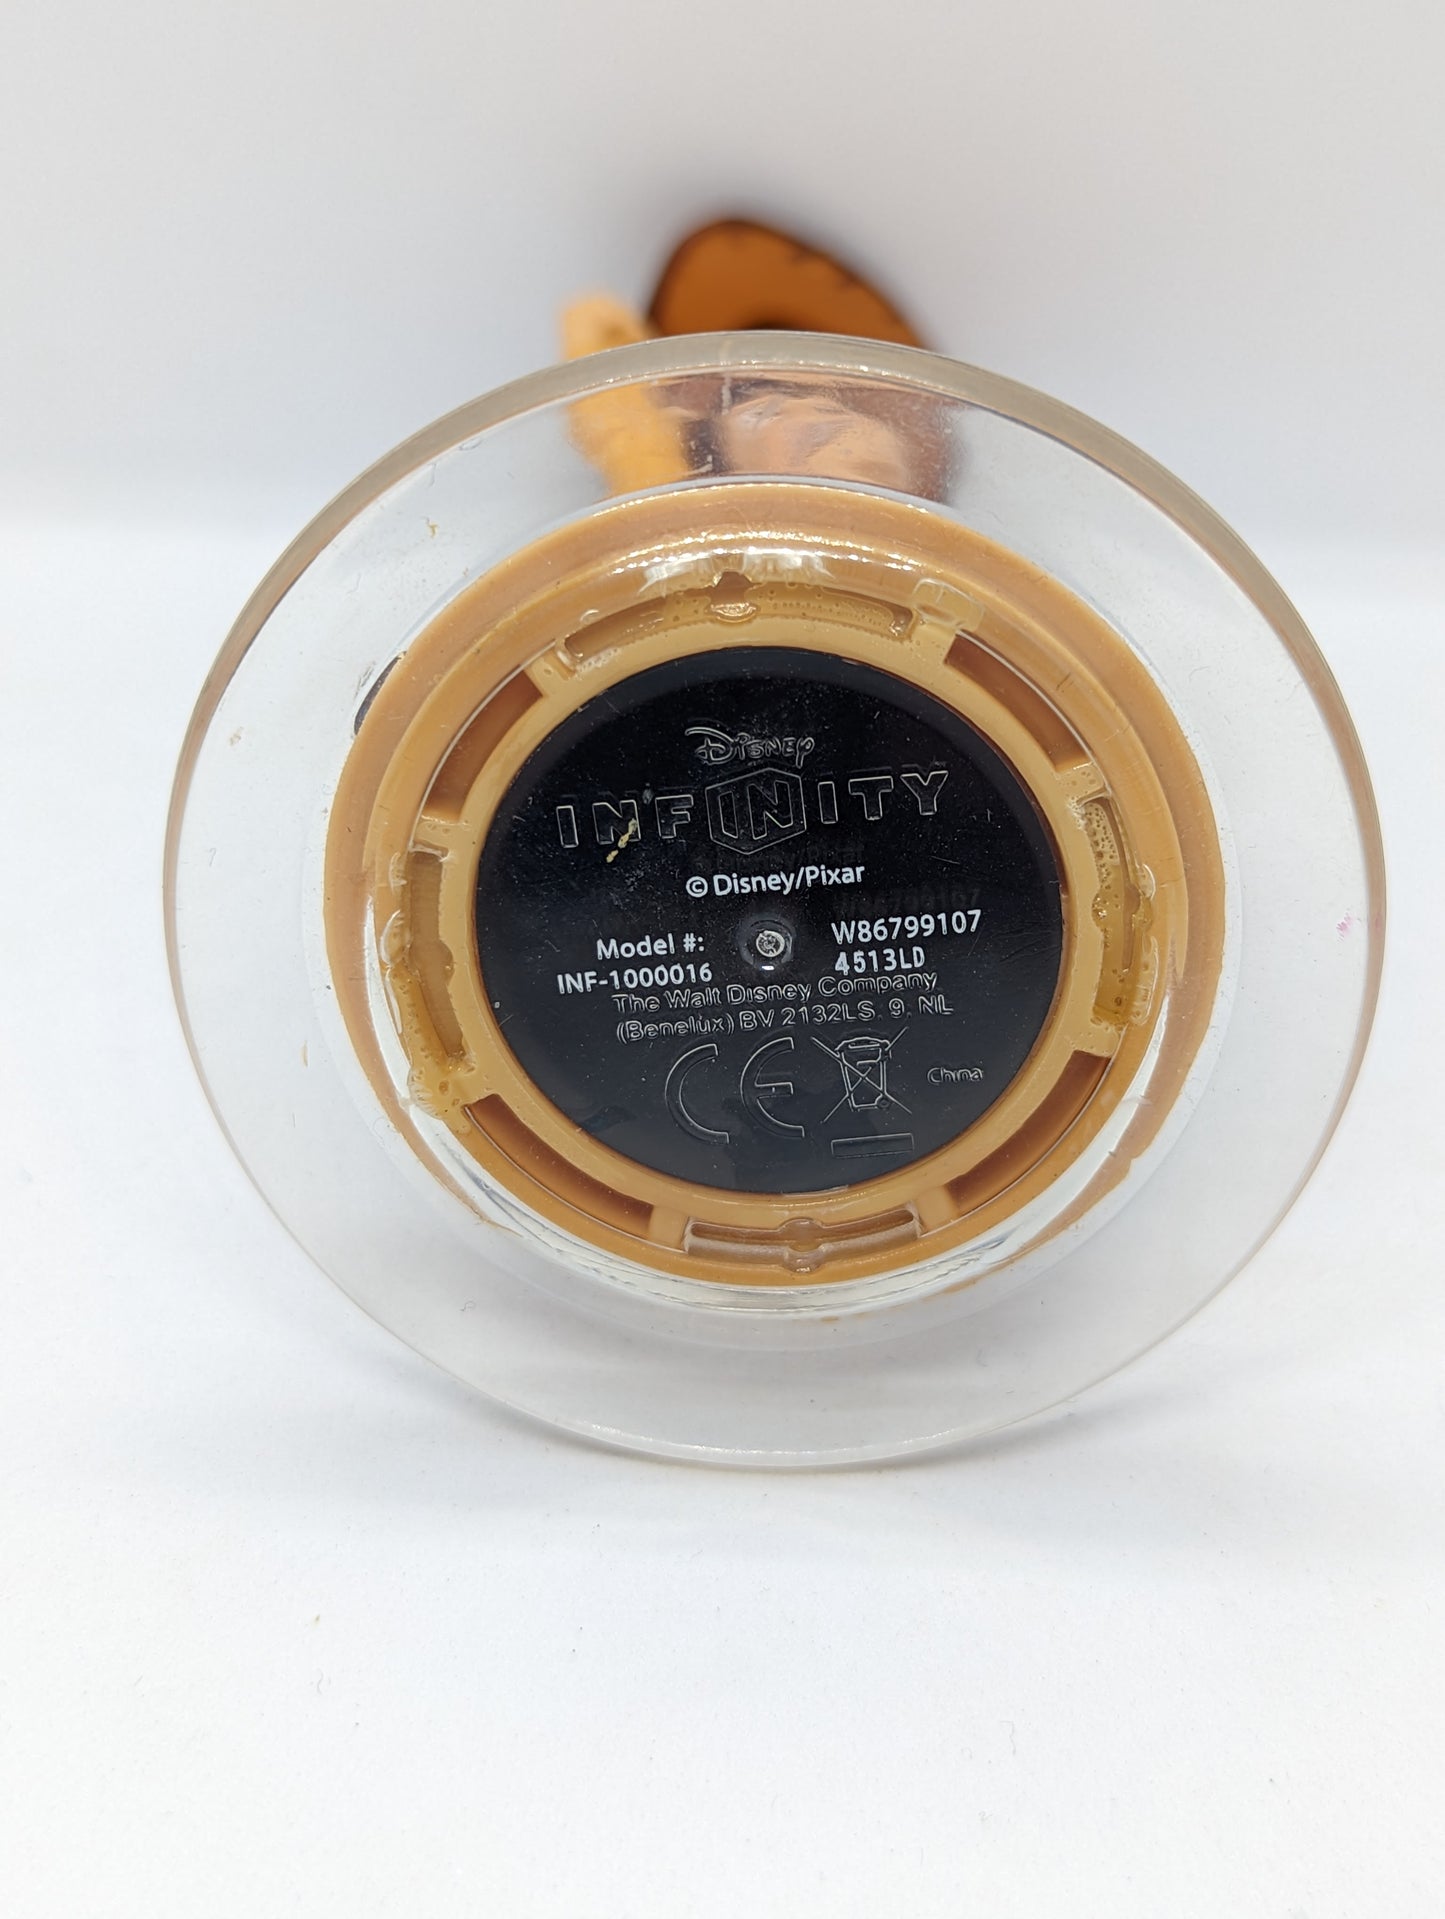 Disney
INFINITY
© Disney/Pixar
Model #:
INF-1000016
W86799107
4513LD
The Walt Disney Company
(Benelux) BV 2132LS, 9, NL
CE
China